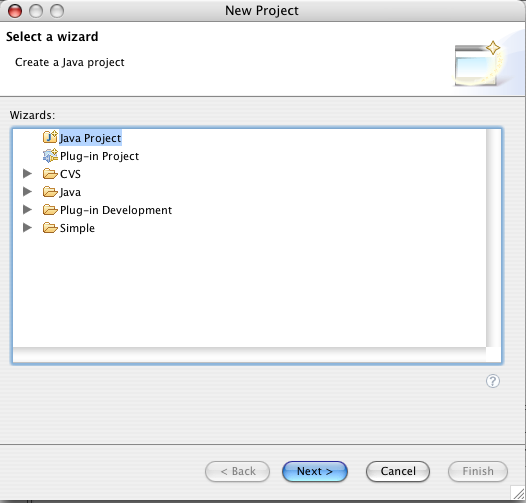 New Project
Select a wizard
Create a Java project
Wizards:
Java Project
Plug-in Project
CVS
Java
Plug-in Development
Simple
?
< Back Next > Cancel Finish